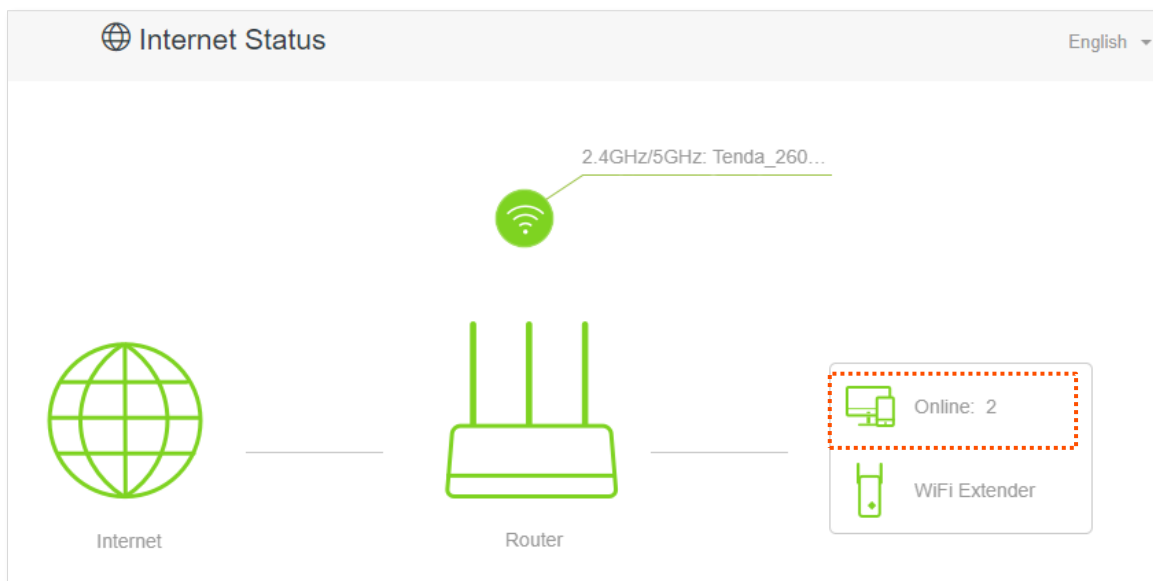 Internet Status
English
2.4GHz/5GHz: Tenda_260...
Online: 2
WiFi Extender
Internet
Router